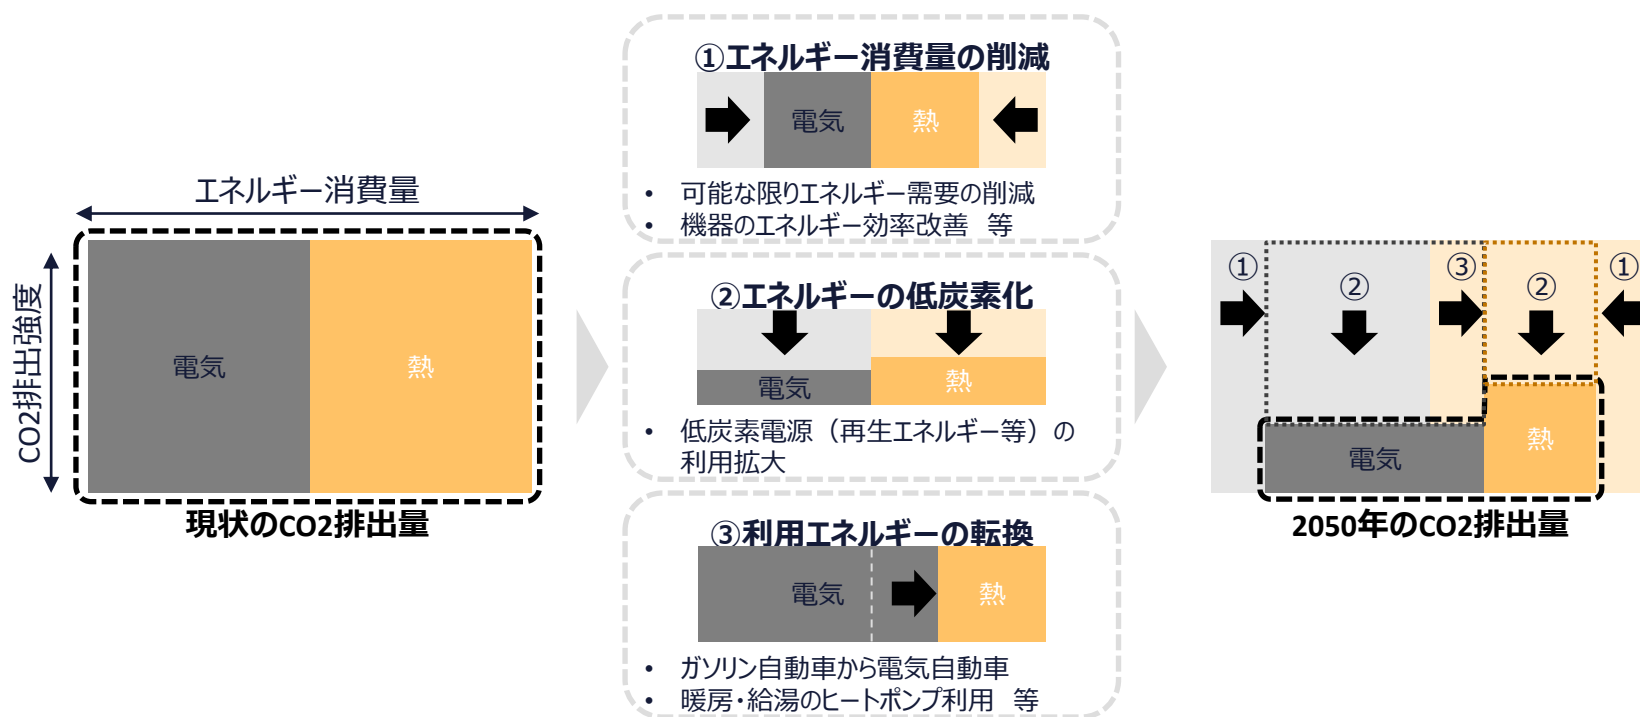 エネルギー消費量
CO2排出強度
電気
熱
現状のCO2排出量
①エネルギー消費量の削減
電気
熱
• 可能な限りエネルギー需要の削減
• 機器のエネルギー効率改善 等
②エネルギーの低炭素化
電気
熱
• 低炭素電源（再生エネルギー等）の
利用拡大
③利用エネルギーの転換
電気
熱
• ガソリン自動車から電気自動車
• 暖房・給湯のヒートポンプ利用 等
①
②
③
②
①
電気
熱
2050年のCO2排出量